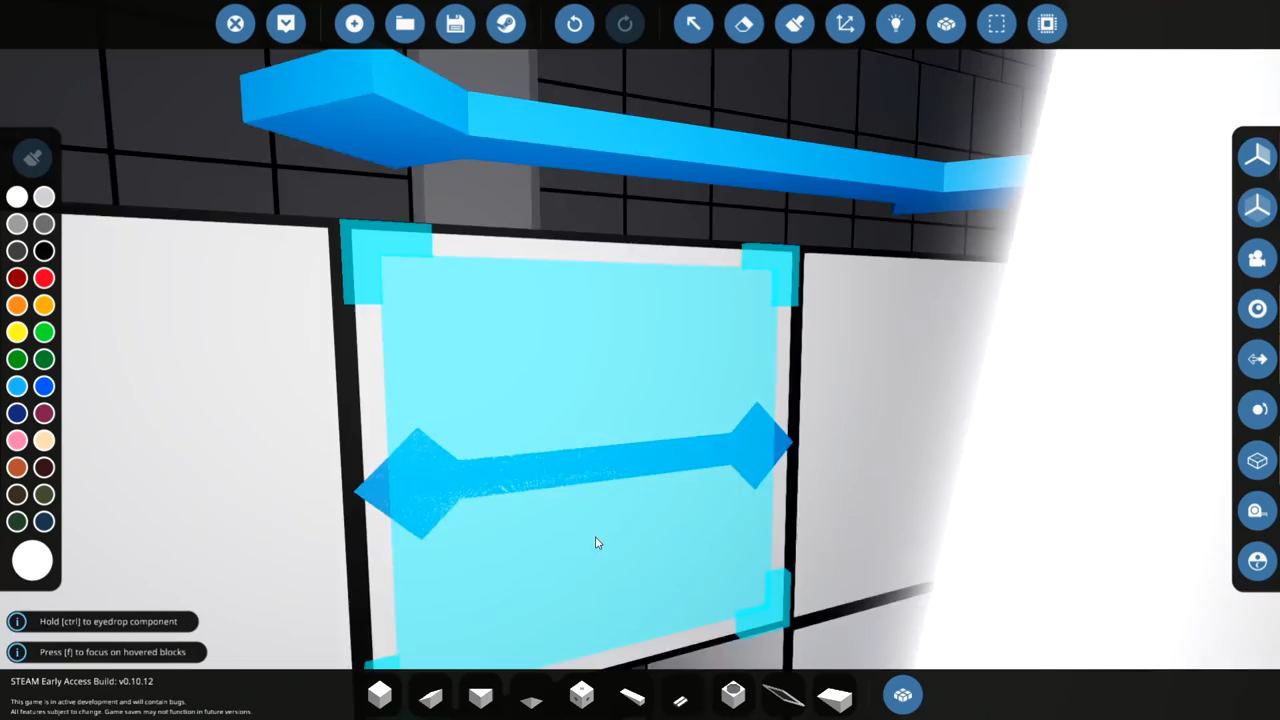 Hold [ctrl] to eyedrop component
Press [f] to focus on hovered blocks
STEAM Early Access Build: v0.10.12
This game is in active development and will contain bugs.
All features subject to change. Game saves may not function in future versions.